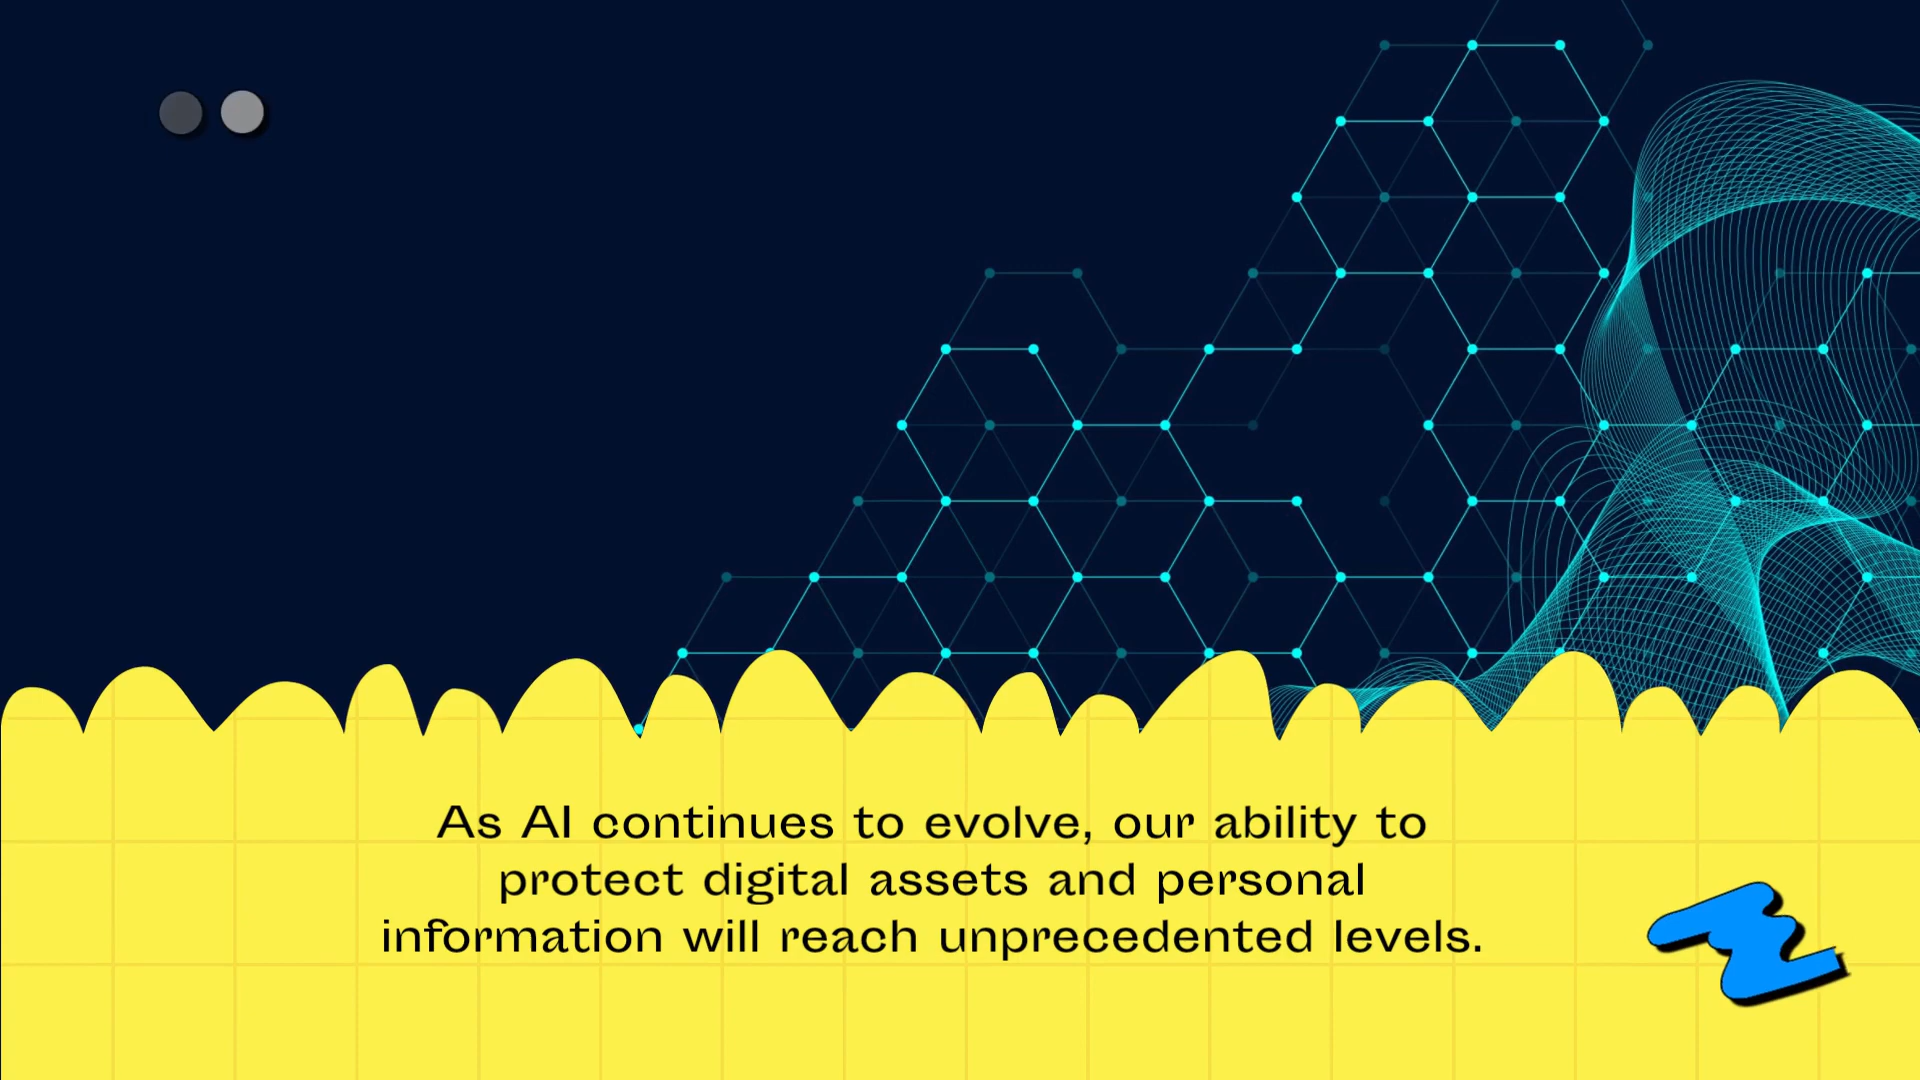 As AI continues to evolve, our ability to
protect digital assets and personal
information will reach unprecedented levels.